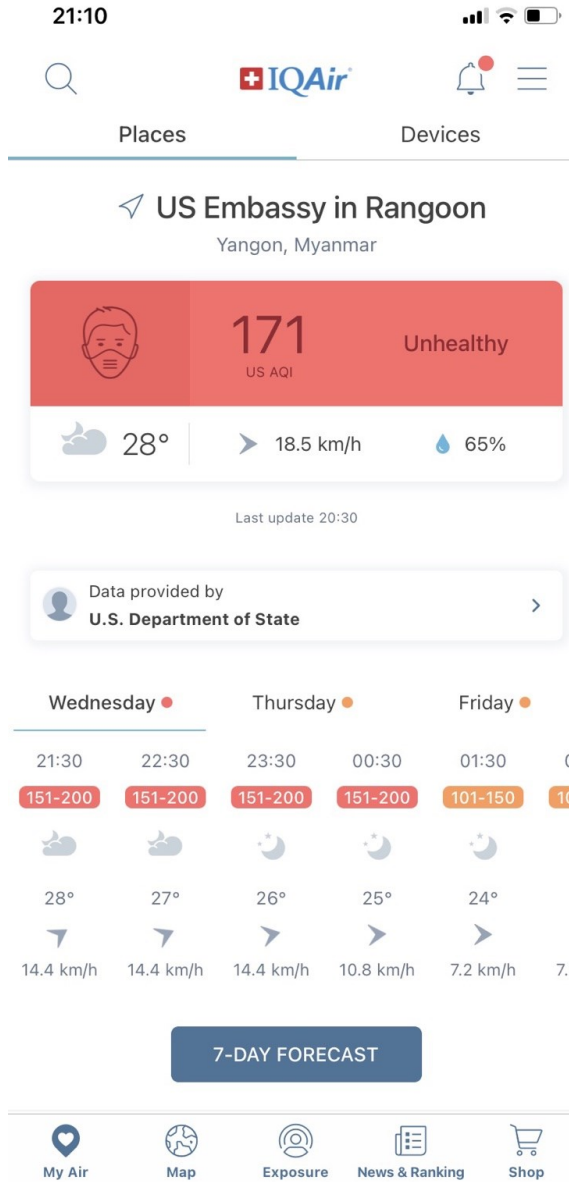 21:10
IQAir
Places Devices
US Embassy in Rangoon
Yangon, Myanmar
171 Unhealthy
US AQI
28° 18.5 km/h 65%
Last update 20:30
Data provided by
U.S. Department of State
Wednesday Thursday Friday
21:30 22:30 23:30 00:30 01:30
151-200 151-200 151-200 151-200 101-150
28° 27° 26° 25° 24°
14.4 km/h 14.4 km/h 14.4 km/h 10.8 km/h 7.2 km/h 7.
7-DAY FORECAST
My Air Map Exposure News & Ranking Shop